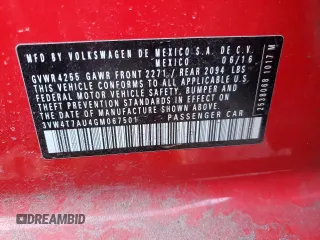 MFD BY VOLKSWAGEN DE MEXICO S.A. DE C.V.
MEXICO 06/16
GVWR4255 GAWR FRONT 2271 / REAR 2094 LBS
THIS VEHICLE CONFORMS TO ALL APPLICABLE U.S.
FEDERAL MOTOR VEHICLE SAFETY, BUMPER AND
THEFT PREVENTION STANDARDS IN EFFECT ON THE
DATE OF MANUFACTURE SHOWN ABOVE
3VW4T7AU4GM067501 PASSENGER CAR
1017 M
©DREAMBID